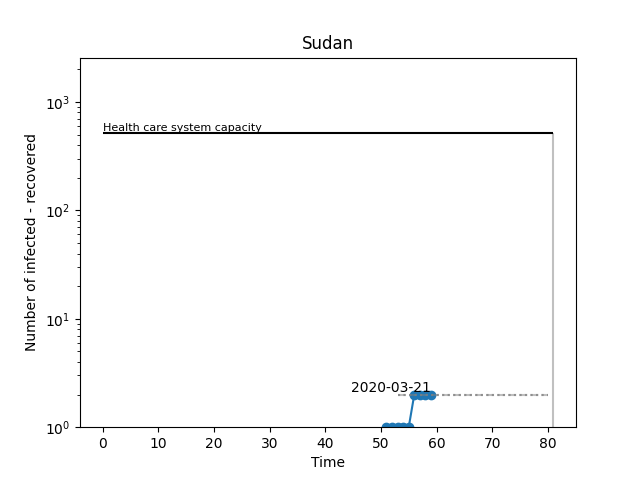 Sudan
Number of infected - recovered
10³
10²
10¹
10⁰
Health care system capacity
2020-03-21
0 10 20 30 40 50 60 70 80
Time